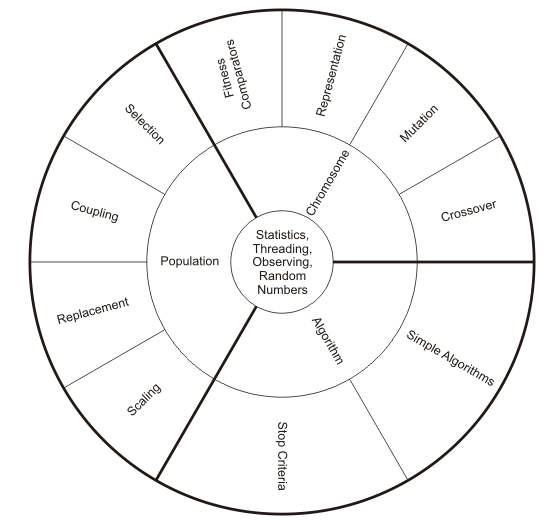 Fitness
Comparators
Representation
Mutation
Crossover
Selection
Coupling
Replacement
Scaling
Chromosome
Population
Algorithm
Statistics,
Threading,
Observing,
Random
Numbers
Simple Algorithms
Stop Criteria